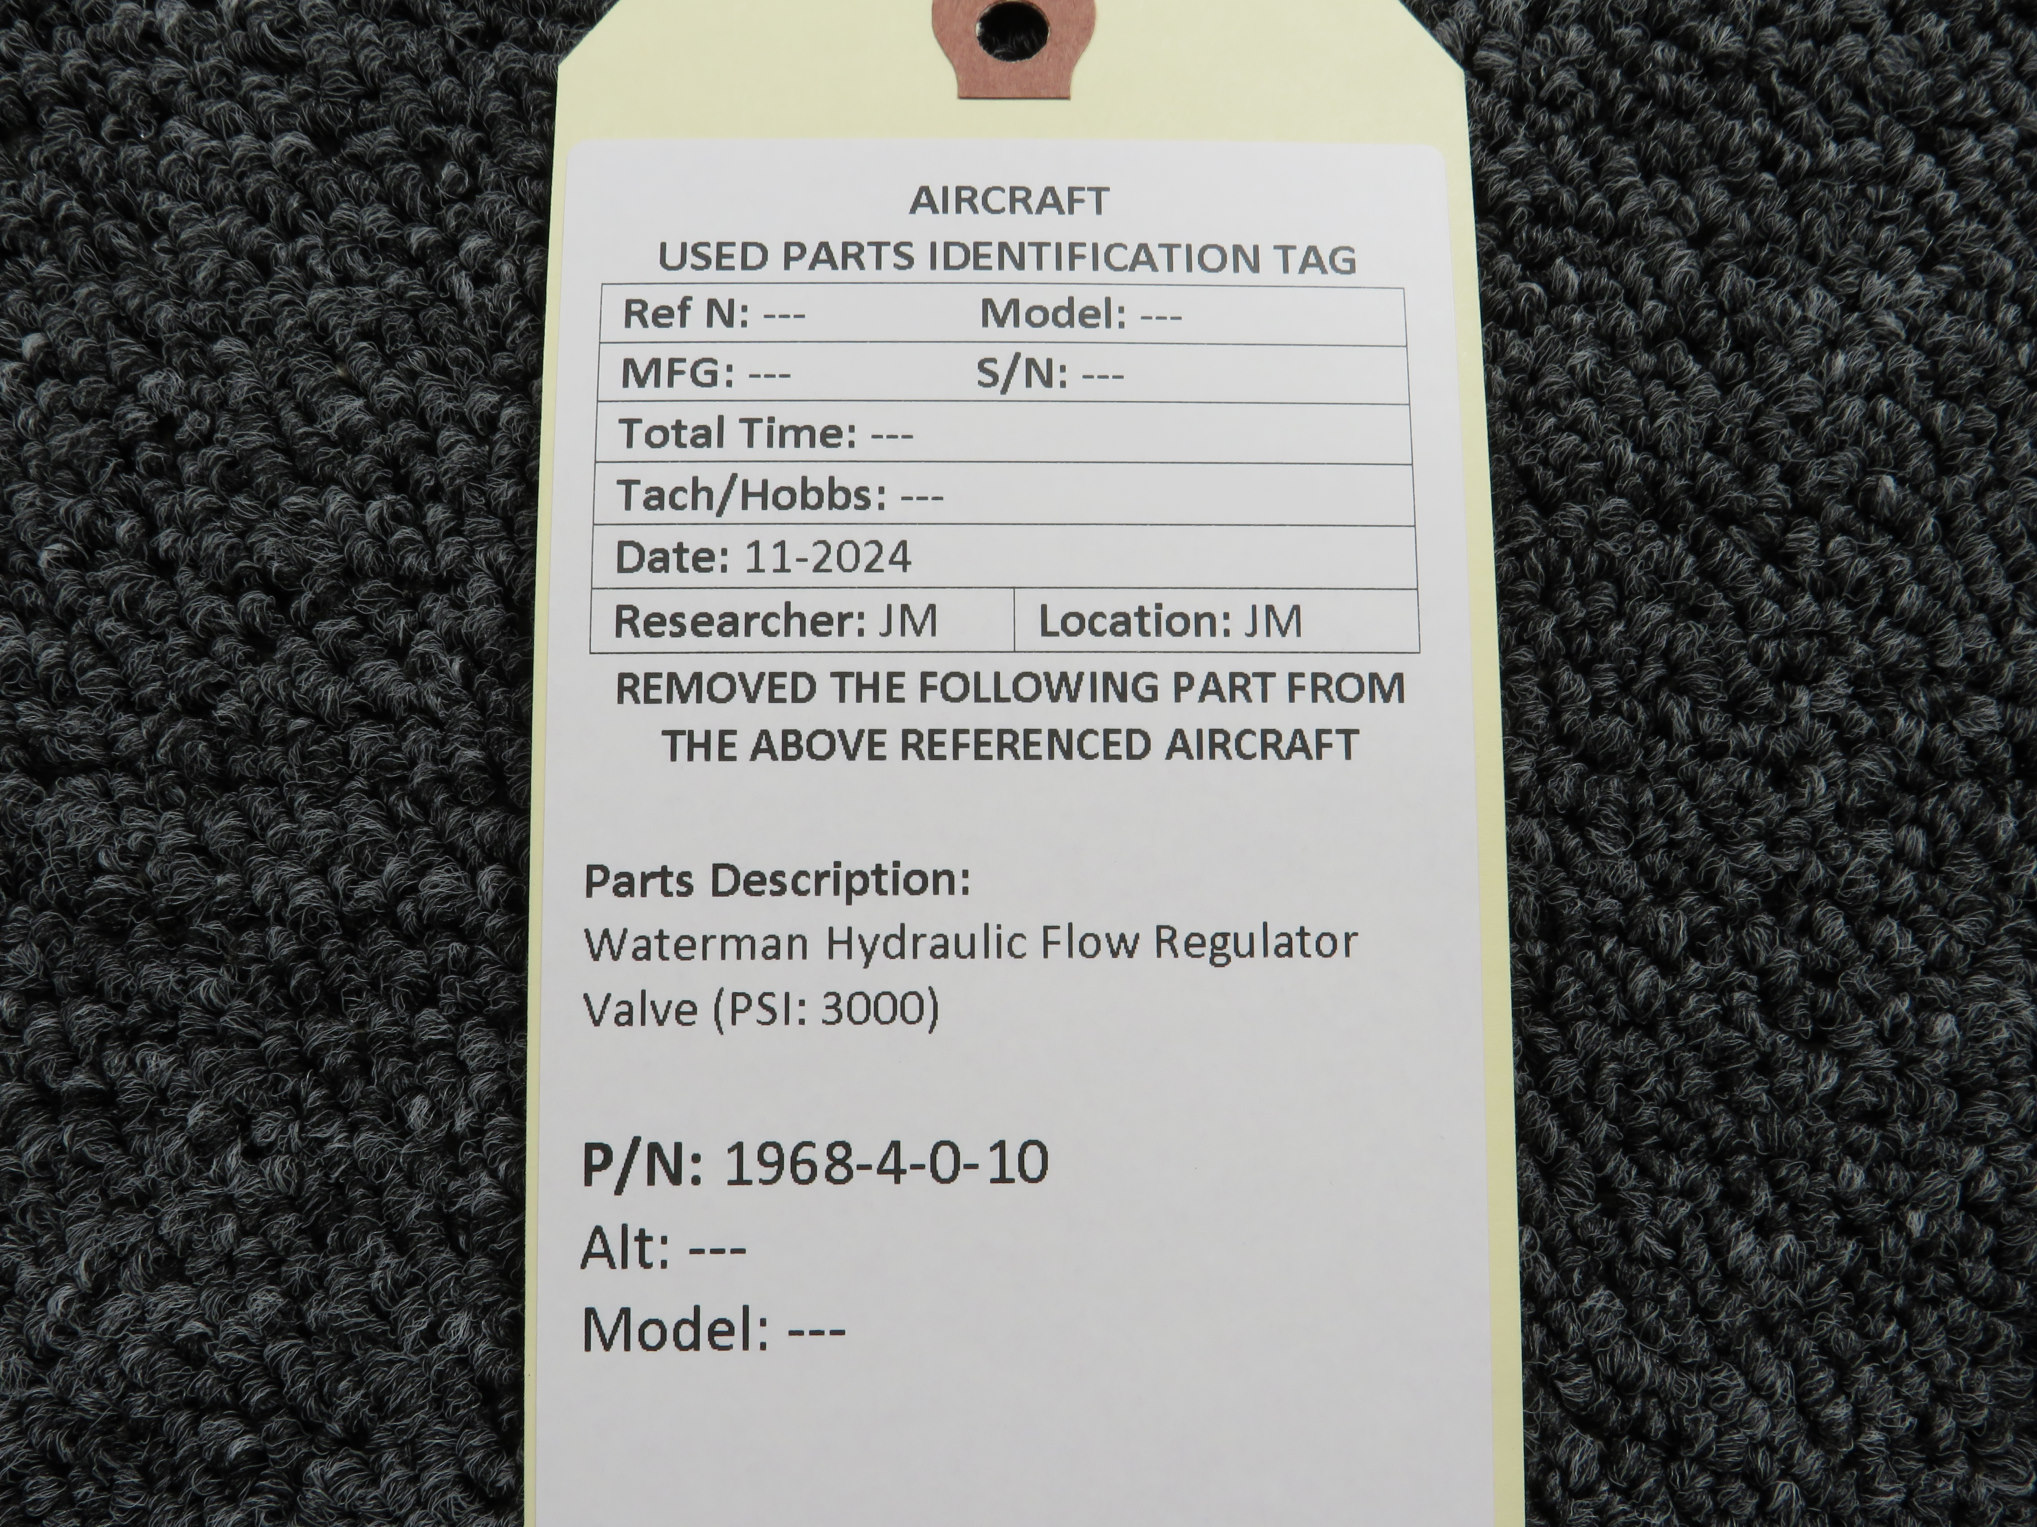 AIRCRAFT
USED PARTS IDENTIFICATION TAG
Ref N: --- Model: ---
MFG: --- S/N: ---
Total Time: ---
Tach/Hobbs: ---
Date: 11-2024
Researcher: JM Location: JM
REMOVED THE FOLLOWING PART FROM
THE ABOVE REFERENCED AIRCRAFT
Parts Description:
Waterman Hydraulic Flow Regulator
Valve (PSI: 3000)
P/N: 1968-4-0-10
Alt: ---
Model: ---